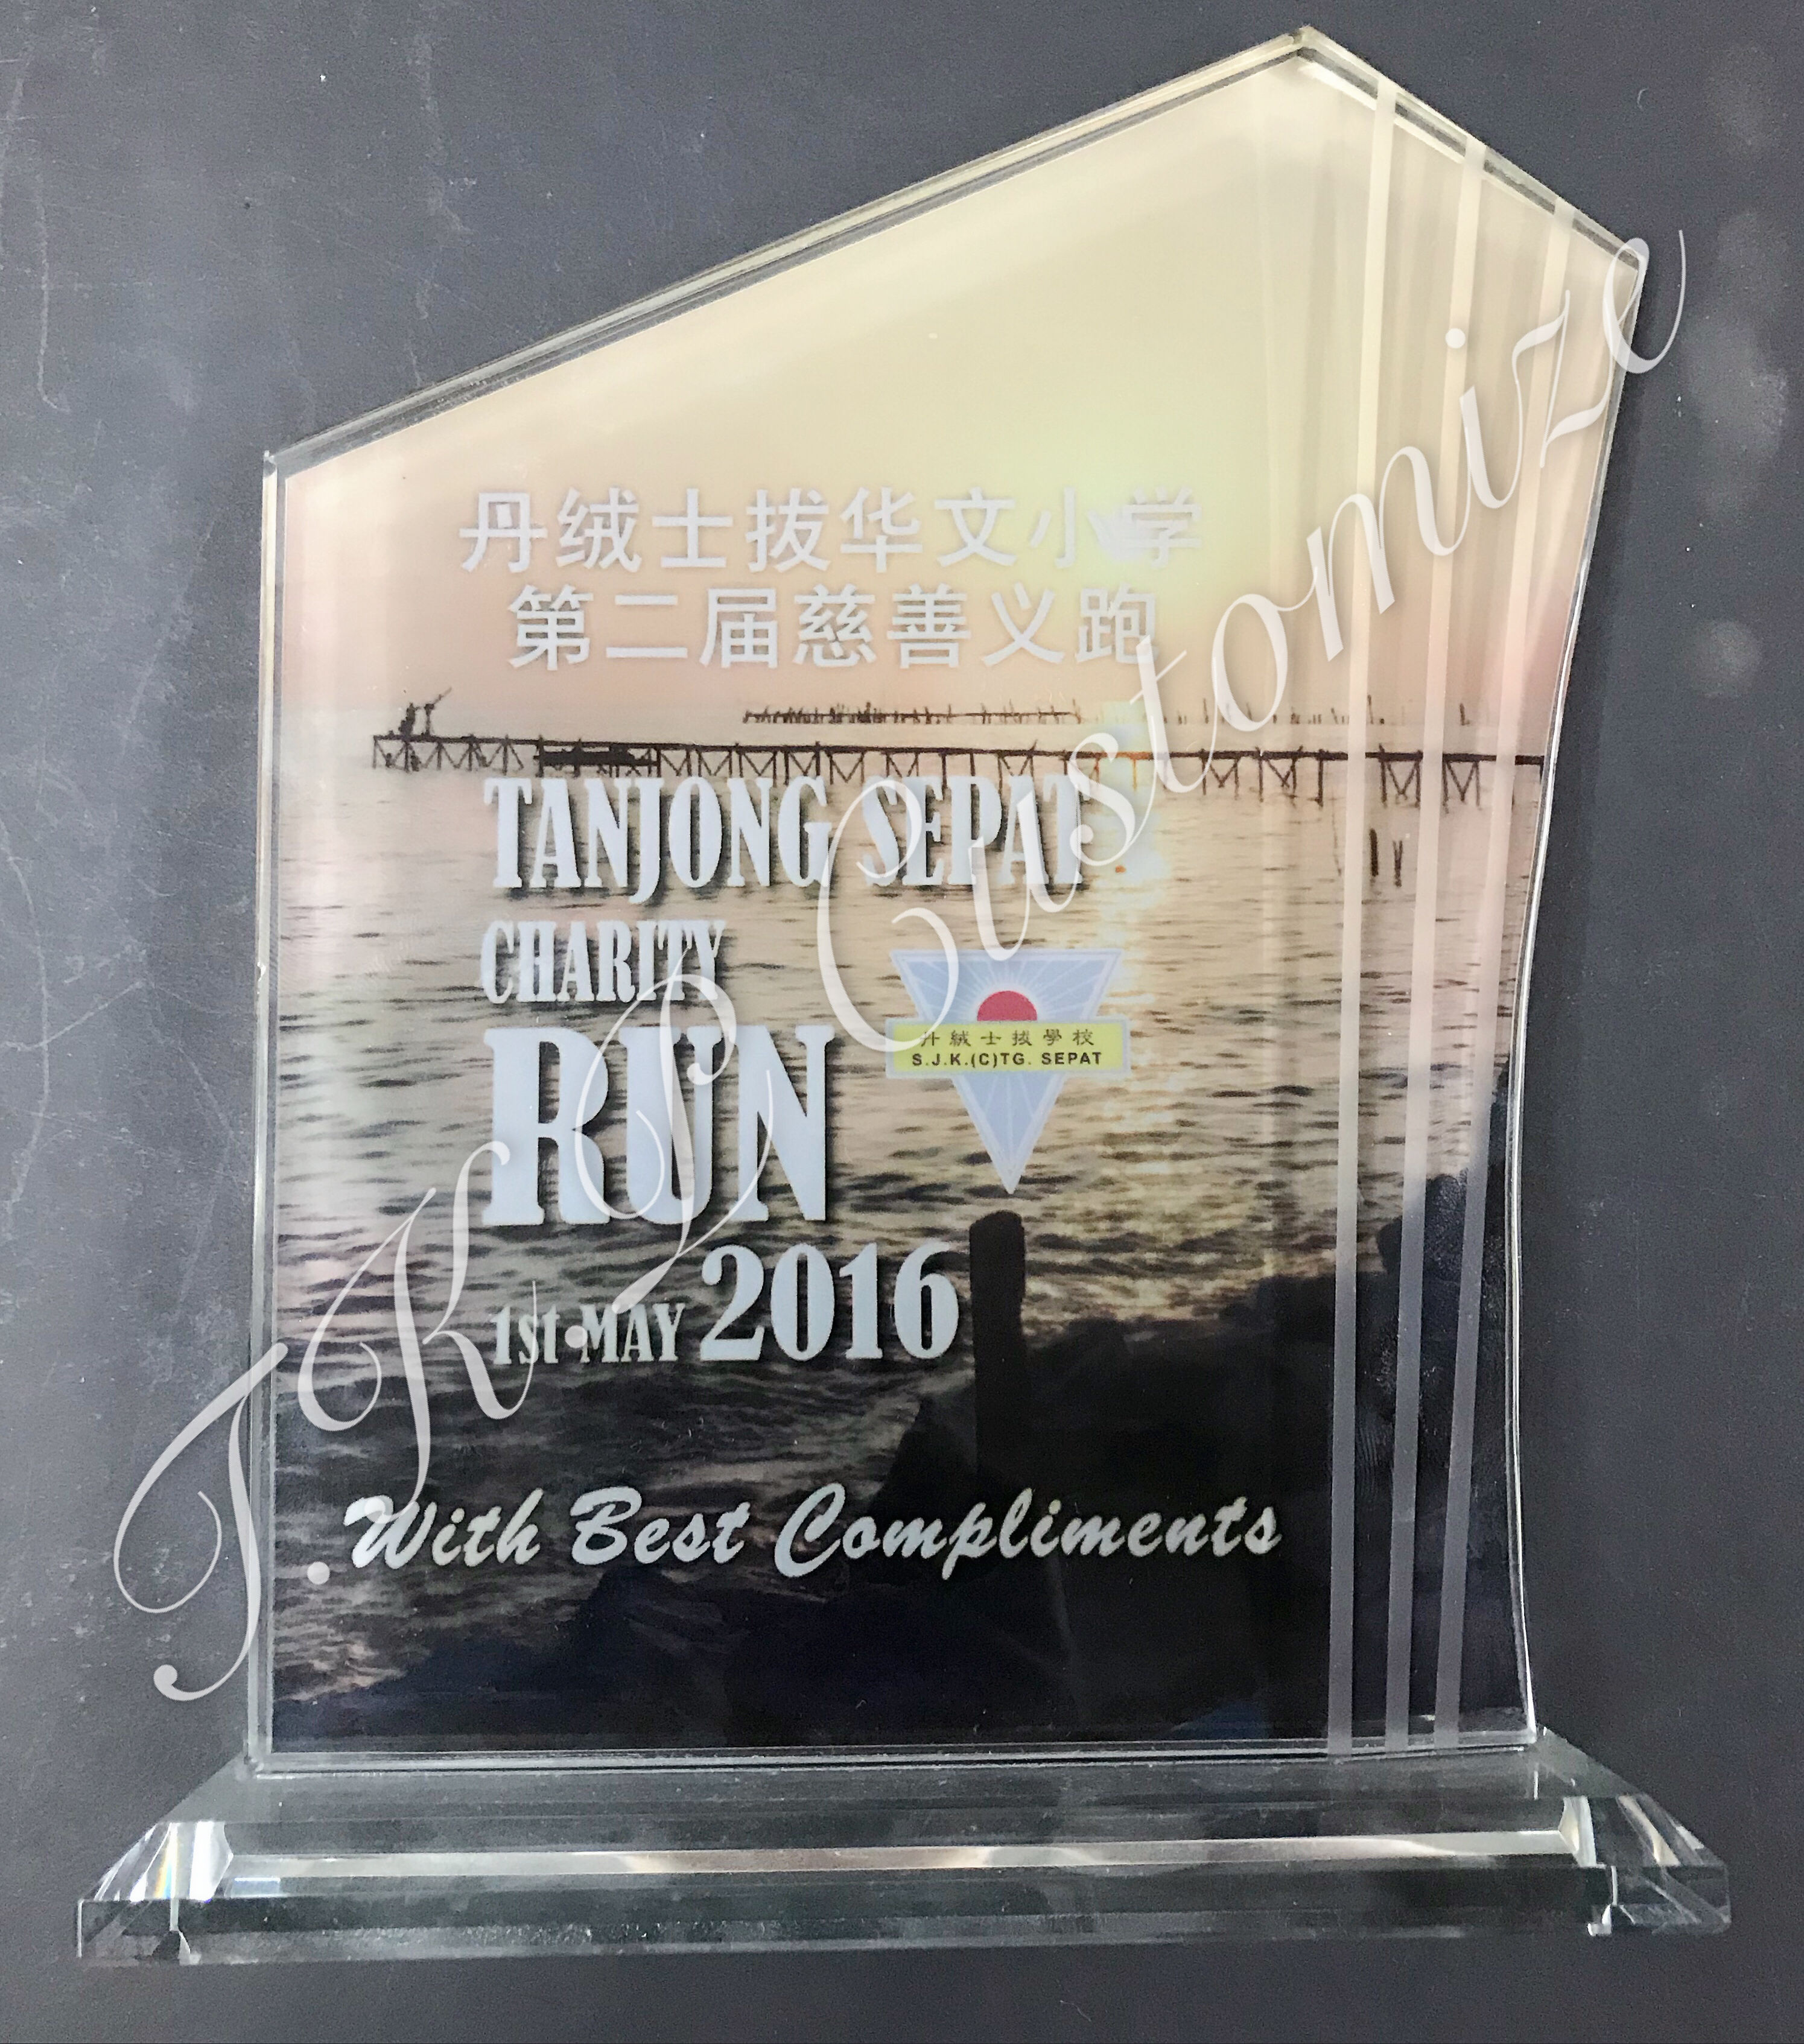 丹绒士拔华文小学
第二届慈善义跑
TANJONG SEPAT
CHARITY
RUN
丹絨士拔學校
S.J.K.(C)TG. SEPAT
1st MAY 2016
With Best Compliments
T.K.P. Customize